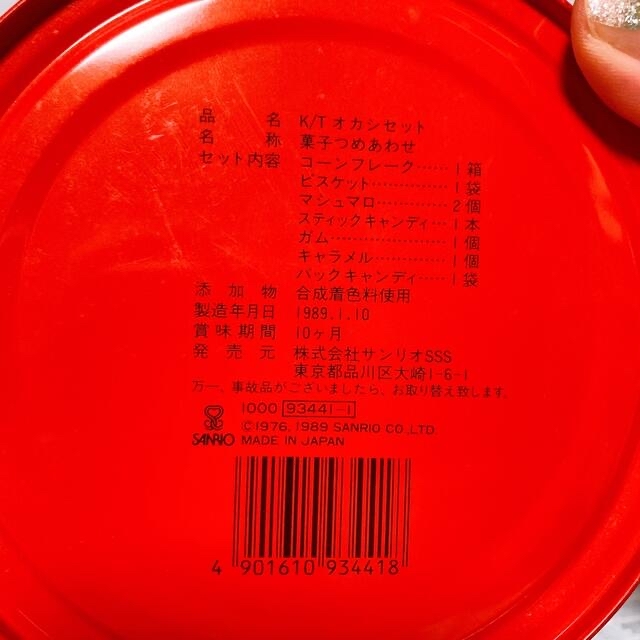 品名 K/Tオカシセット
名称 菓子つめあわせ
セット内容 コーンフレーク……1箱
ビスケット…………1袋
マシュマロ…………2個
スティックキャンディ…1本
ガム…………………1個
キャラメル…………1個
パックキャンディ……1袋
添加物 合成着色料使用
製造年月日 1989.1.10
賞味期間 10ヶ月
発売元 株式会社サンリオSSS
東京都品川区大崎1-6-1
万一、事故品がございましたら、お取り替え致します。
1000 93441-1
©1976, 1989 SANRIO CO.,LTD.
SANRIO MADE IN JAPAN
4 901610 934418